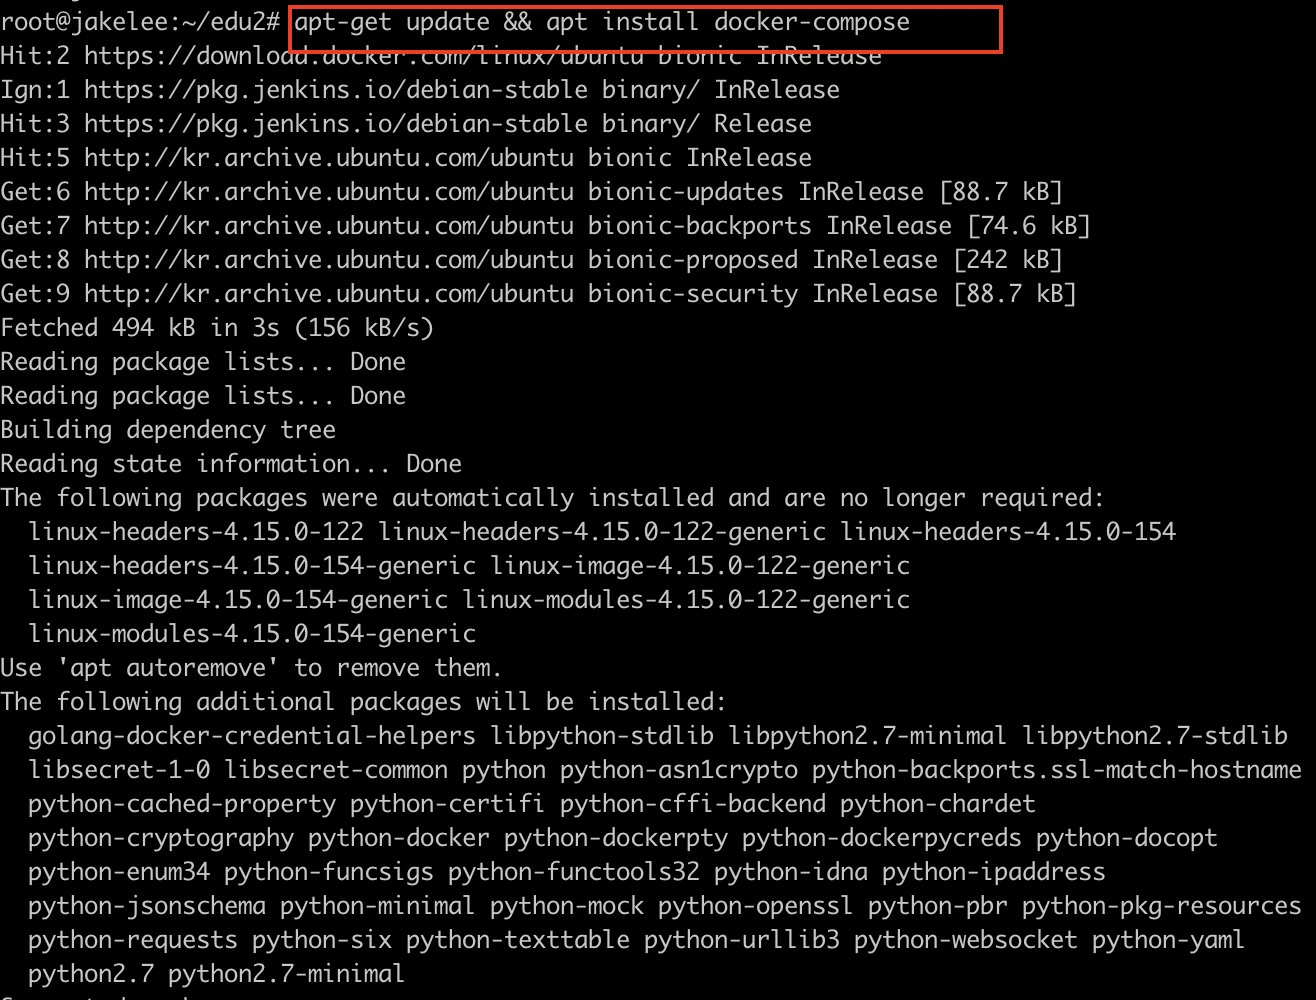 root@jakelee:~/edu2# apt-get update && apt install docker-compose
Hit:2 https://download.docker.com/linux/ubuntu bionic InRelease
Ign:1 https://pkg.jenkins.io/debian-stable binary/ InRelease
Hit:3 https://pkg.jenkins.io/debian-stable binary/ Release
Hit:5 http://kr.archive.ubuntu.com/ubuntu bionic InRelease
Get:6 http://kr.archive.ubuntu.com/ubuntu bionic-updates InRelease [88.7 kB]
Get:7 http://kr.archive.ubuntu.com/ubuntu bionic-backports InRelease [74.6 kB]
Get:8 http://kr.archive.ubuntu.com/ubuntu bionic-proposed InRelease [242 kB]
Get:9 http://kr.archive.ubuntu.com/ubuntu bionic-security InRelease [88.7 kB]
Fetched 494 kB in 3s (156 kB/s)
Reading package lists... Done
Reading package lists... Done
Building dependency tree
Reading state information... Done
The following packages were automatically installed and are no longer required:
  linux-headers-4.15.0-122 linux-headers-4.15.0-122-generic linux-headers-4.15.0-154
  linux-headers-4.15.0-154-generic linux-image-4.15.0-122-generic
  linux-image-4.15.0-154-generic linux-modules-4.15.0-122-generic
  linux-modules-4.15.0-154-generic
Use 'apt autoremove' to remove them.
The following additional packages will be installed:
  golang-docker-credential-helpers libpython-stdlib libpython2.7-minimal libpython2.7-stdlib
  libsecret-1-0 libsecret-common python python-asn1crypto python-backports.ssl-match-hostname
  python-cached-property python-certifi python-cffi-backend python-chardet
  python-cryptography python-docker python-dockerpty python-dockerpycreds python-docopt
  python-enum34 python-funcsigs python-functools32 python-idna python-ipaddress
  python-jsonschema python-minimal python-mock python-openssl python-pbr python-pkg-resources
  python-requests python-six python-texttable python-urllib3 python-websocket python-yaml
  python2.7 python2.7-minimal